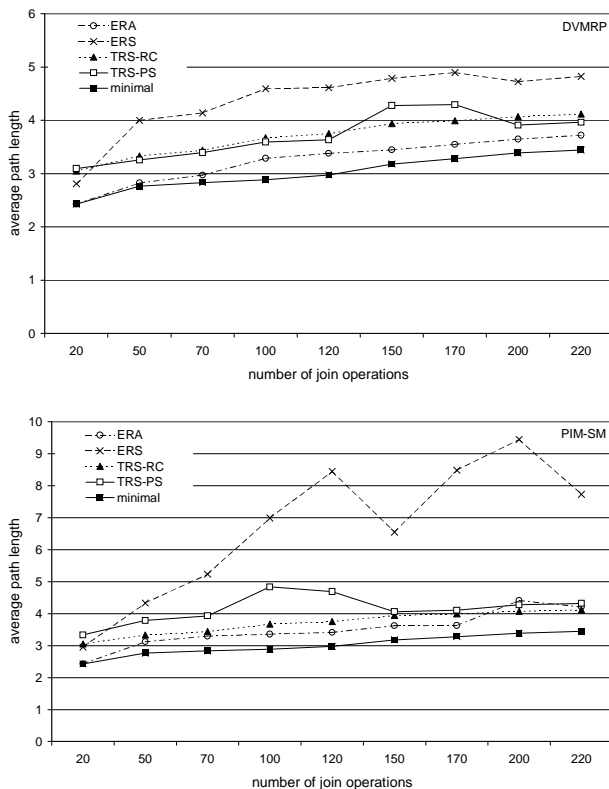 DVMRP
ERA
ERS
TRS-RC
TRS-PS
minimal
average path length
6
5
4
3
2
1
0
20 50 70 100 120 150 170 200 220
number of join operations
PIM-SM
ERA
ERS
TRS-RC
TRS-PS
minimal
average path length
10
9
8
7
6
5
4
3
2
1
0
20 50 70 100 120 150 170 200 220
number of join operations